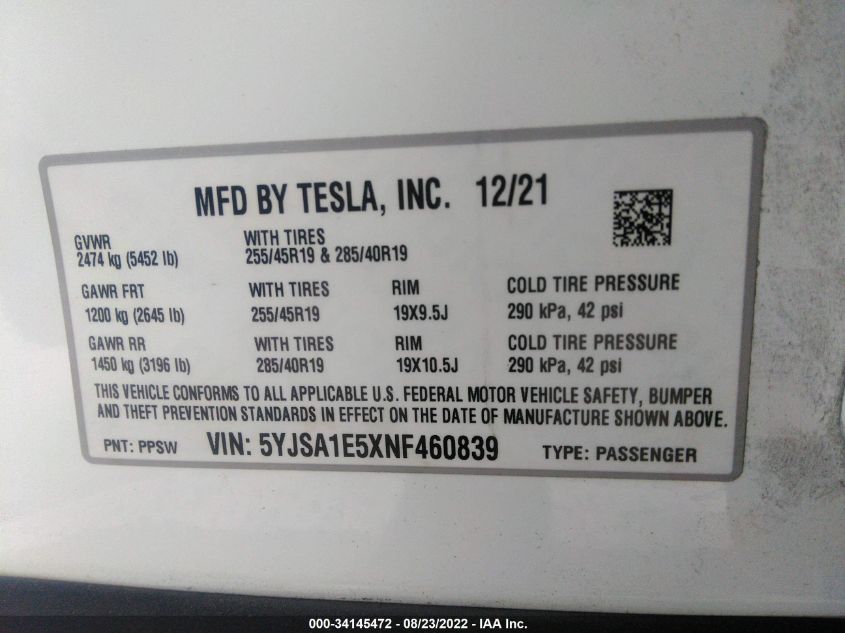 MFD BY TESLA, INC. 12/21
GVWR WITH TIRES
2474 kg (5452 lb) 255/45R19 & 285/40R19
GAWR FRT WITH TIRES RIM COLD TIRE PRESSURE
1200 kg (2645 lb) 255/45R19 19X9.5J 290 kPa, 42 psi
GAWR RR WITH TIRES RIM COLD TIRE PRESSURE
1450 kg (3196 lb) 285/40R19 19X10.5J 290 kPa, 42 psi
THIS VEHICLE CONFORMS TO ALL APPLICABLE U.S. FEDERAL MOTOR VEHICLE SAFETY, BUMPER
AND THEFT PREVENTION STANDARDS IN EFFECT ON THE DATE OF MANUFACTURE SHOWN ABOVE.
PNT: PPSW VIN: 5YJSA1E5XNF460839 TYPE: PASSENGER
000-34145472 - 08/23/2022 - IAA Inc.